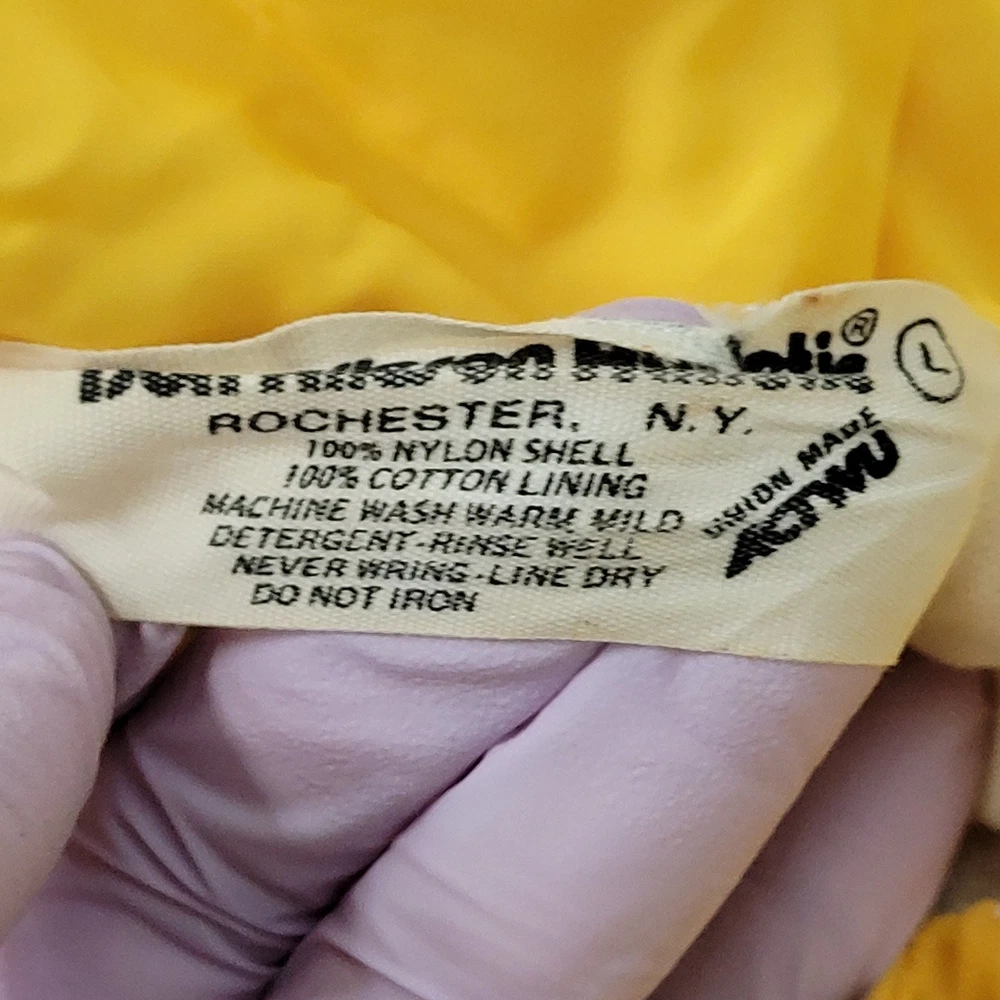 ® L
ROCHESTER, N.Y.
100% NYLON SHELL
100% COTTON LINING
MACHINE WASH WARM MILD
DETERGENT-RINSE WELL
NEVER WRING-LINE DRY
DO NOT IRON
UNION MADE
ACTWU